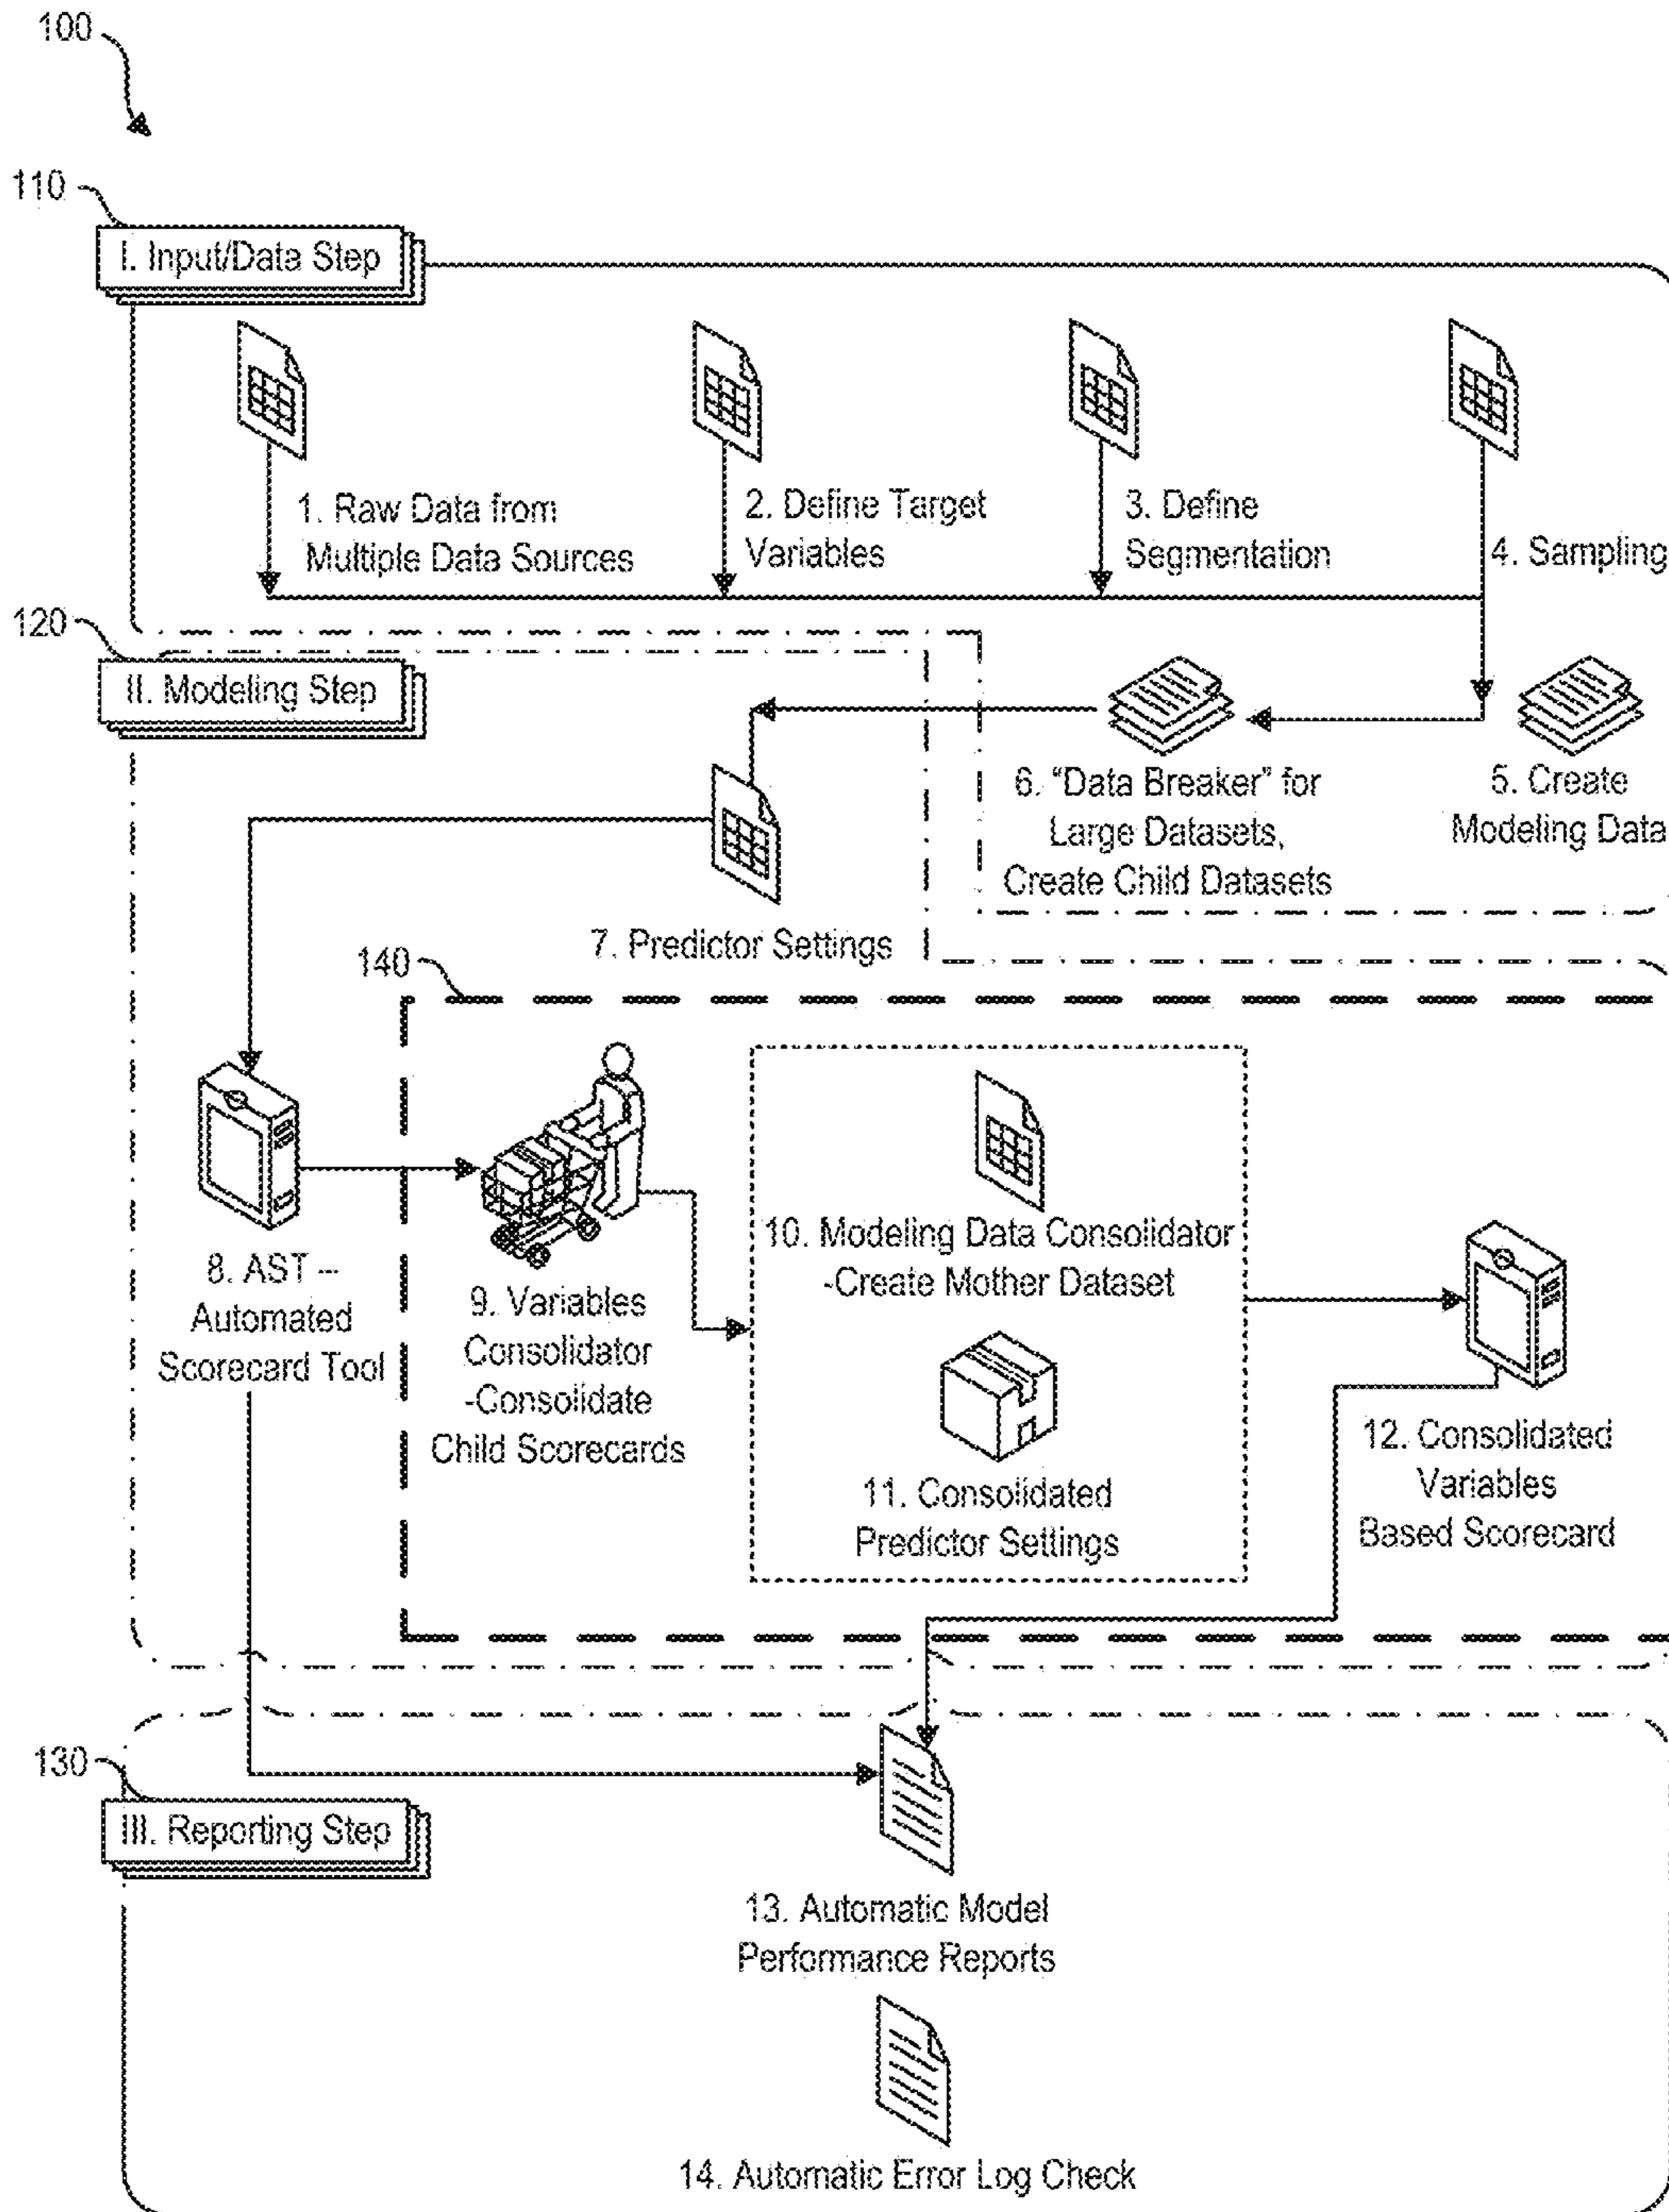 100
110
I. Input/Data Step
1. Raw Data from
Multiple Data Sources
2. Define Target
Variables
3. Define
Segmentation
4. Sampling
120
II. Modeling Step
6. "Data Breaker" for
Large Datasets,
Create Child Datasets
5. Create
Modeling Data
7. Predictor Settings
140
8. AST –
Automated
Scorecard Tool
9. Variables
Consolidator
-Consolidate
Child Scorecards
10. Modeling Data Consolidator
-Create Mother Dataset
11. Consolidated
Predictor Settings
12. Consolidated
Variables
Based Scorecard
130
III. Reporting Step
13. Automatic Model
Performance Reports
14. Automatic Error Log Check